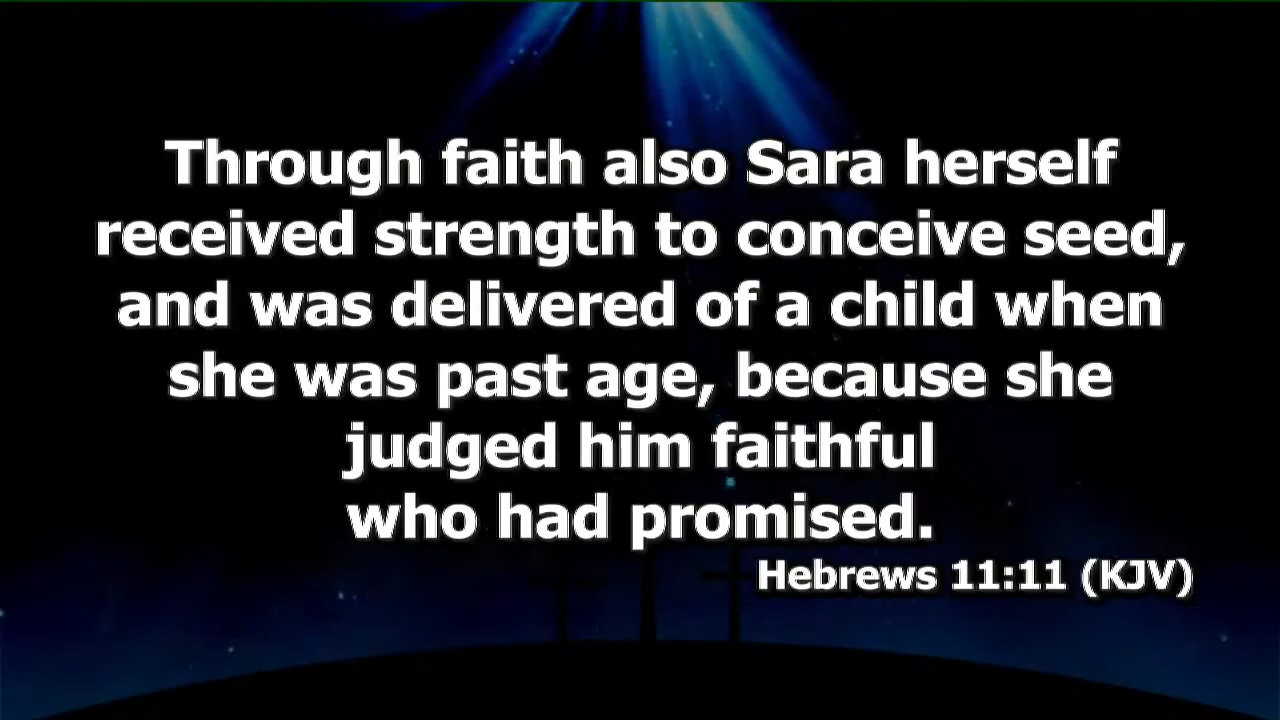 Through faith also Sara herself
received strength to conceive seed,
and was delivered of a child when
she was past age, because she
judged him faithful
who had promised.
Hebrews 11:11 (KJV)